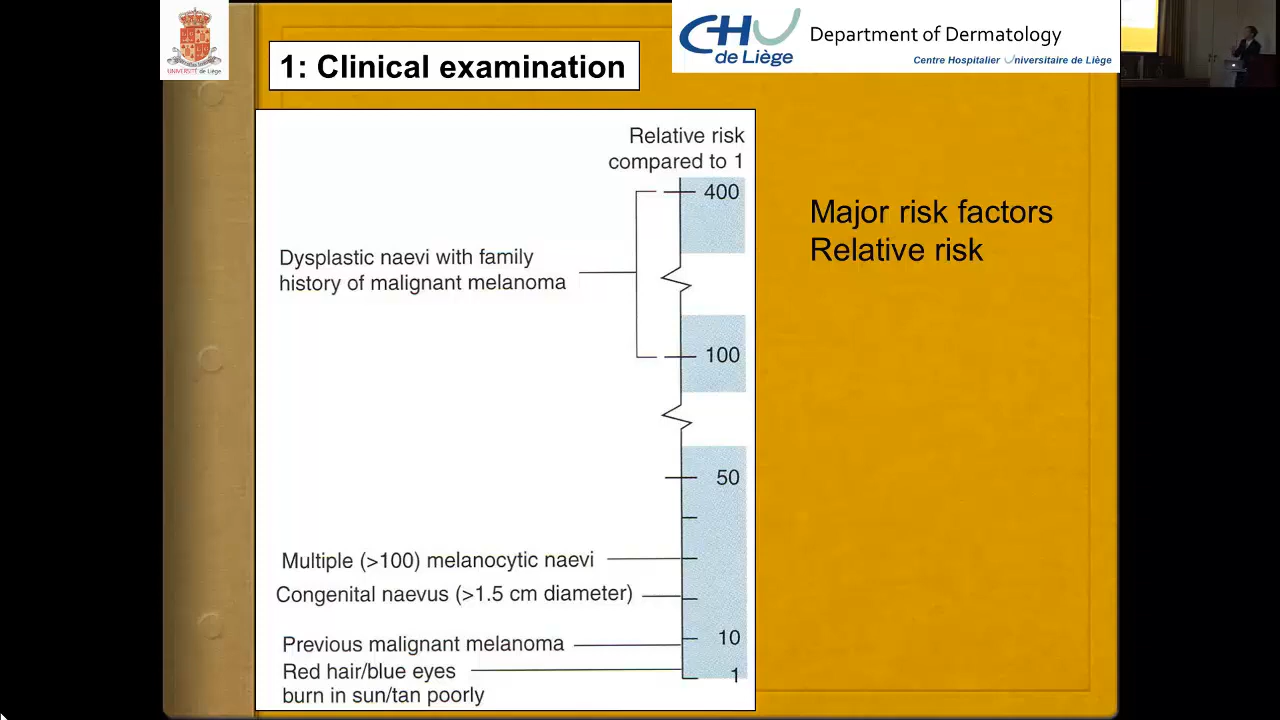 UNIVERSITÉ de Liège
CHU
de Liège
Department of Dermatology
Centre Hospitalier Universitaire de Liège
1: Clinical examination
Relative risk
compared to 1
400
Dysplastic naevi with family
history of malignant melanoma
100
50
Multiple (>100) melanocytic naevi
Congenital naevus (>1.5 cm diameter)
10
Previous malignant melanoma
Red hair/blue eyes
burn in sun/tan poorly
1
Major risk factors
Relative risk